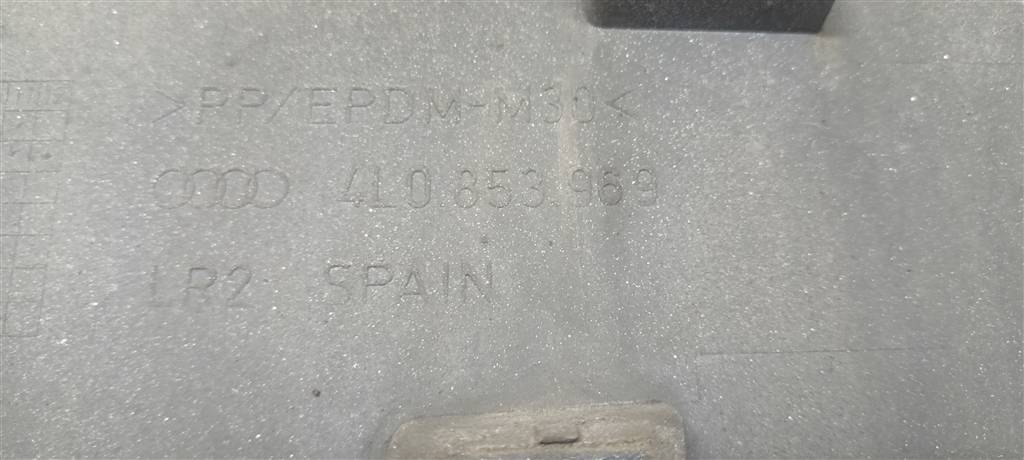 >PP/EPDM-M30<
4L0.853.969
LR2 SPAIN